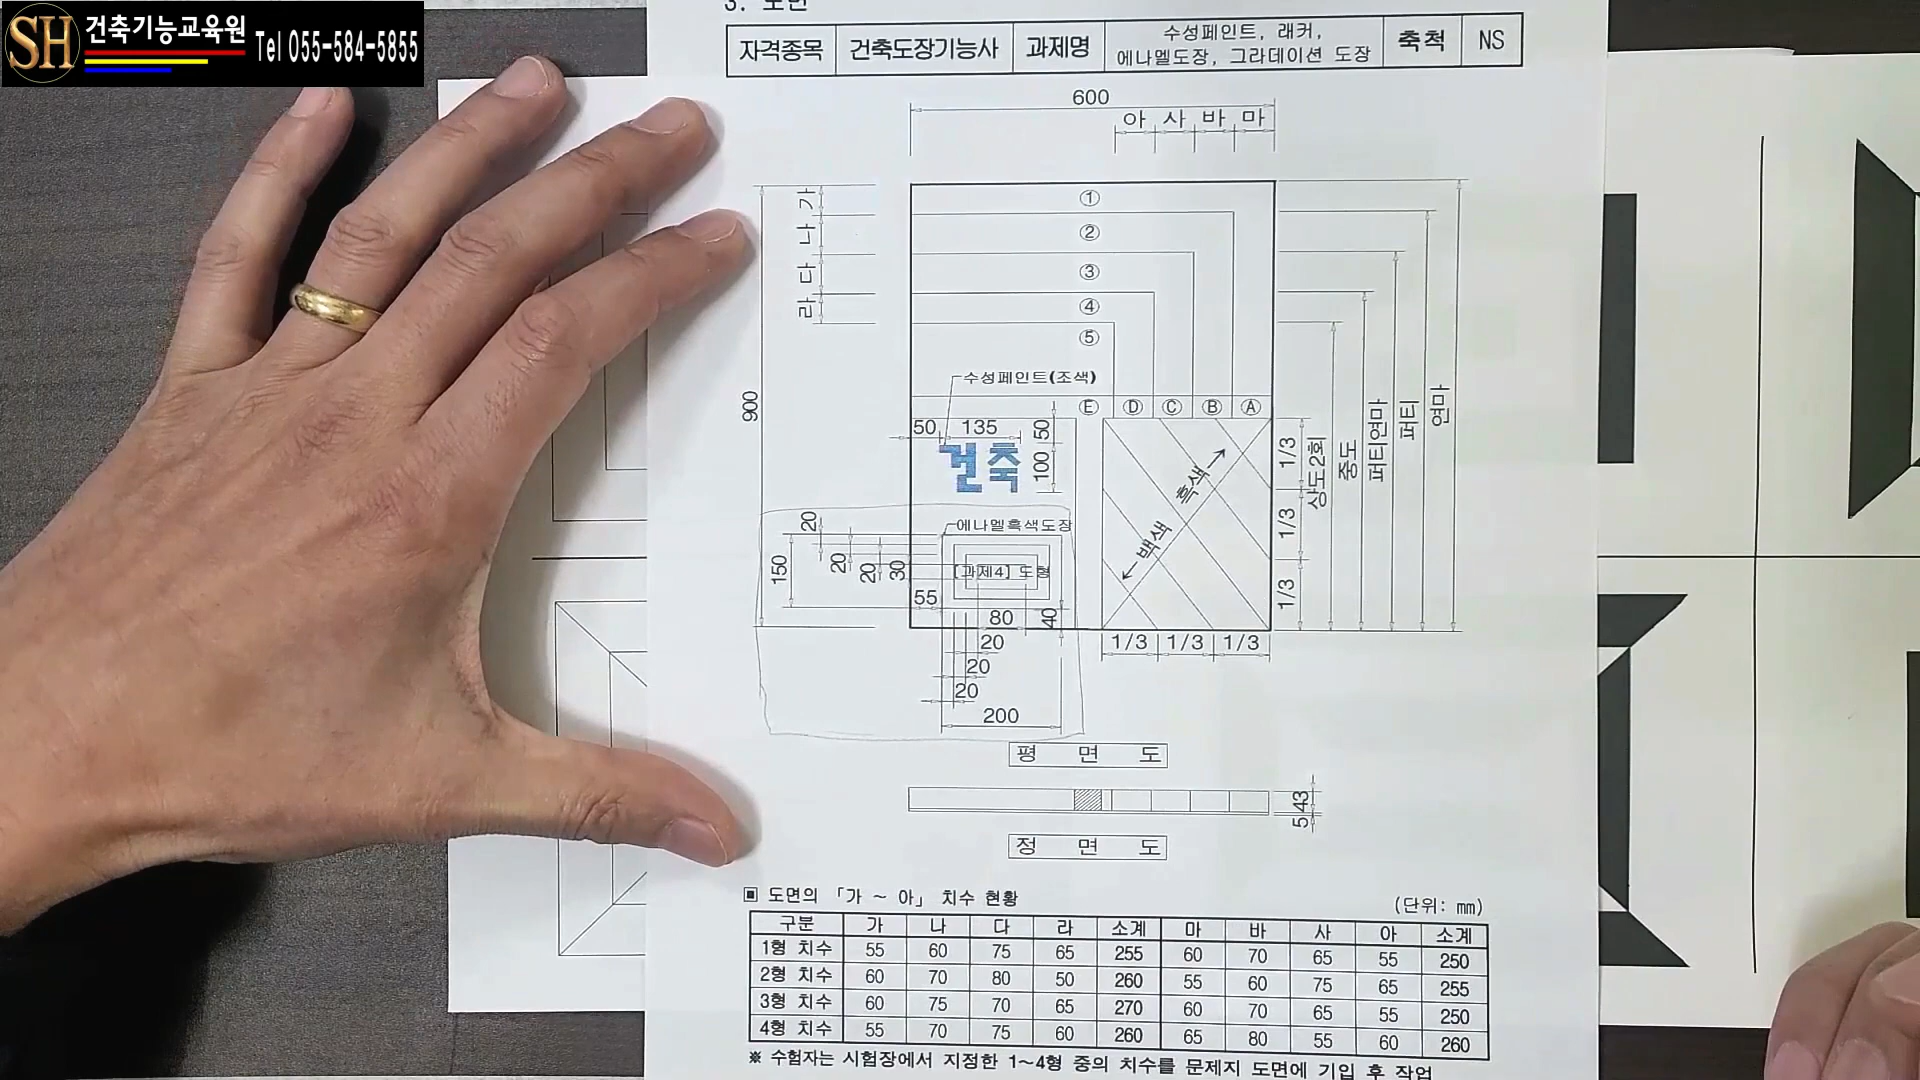 SH 건축기능교육원 Tel 055-584-5855
3. 도면
자격종목 건축도장기능사 과제명 수성페인트, 래커, 에나멜도장, 그라데이션 도장 축척 NS
600
아 사 바 마
가
나
다
라
900
①
②
③
④
⑤
수성페인트(조색)
Ⓔ Ⓓ Ⓒ Ⓑ Ⓐ
50 135
50
100
건축
에나멜흑색도장
[과제4] 도형
20
20
20
30
150
55
80
40
20
20
20
200
흑색
백색
1/3
1/3
1/3
1/3 1/3 1/3
상도2회
중도
퍼티연마
퍼티
연마
평 면 도
543
정 면 도
▣ 도면의 「가 ~ 아」 치수 현황 (단위: mm)
구분 가 나 다 라 소계 마 바 사 아 소계
1형 치수 55 60 75 65 255 60 70 65 55 250
2형 치수 60 70 80 50 260 55 60 75 65 255
3형 치수 60 75 70 65 270 60 70 65 55 250
4형 치수 55 70 75 60 260 65 80 55 60 260
※ 수험자는 시험장에서 지정한 1~4형 중의 치수를 문제지 도면에 기입 후 작업